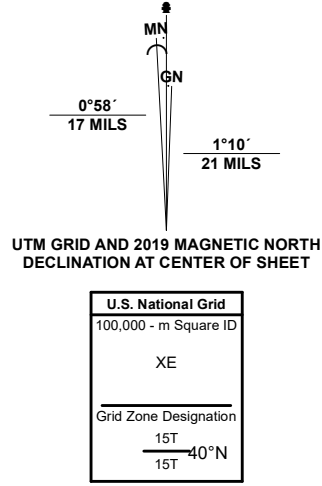 MN
GN
0°58´
17 MILS
1°10´
21 MILS
UTM GRID AND 2019 MAGNETIC NORTH
DECLINATION AT CENTER OF SHEET
U.S. National Grid
100,000 - m Square ID
XE
Grid Zone Designation
15T
40°N
15T